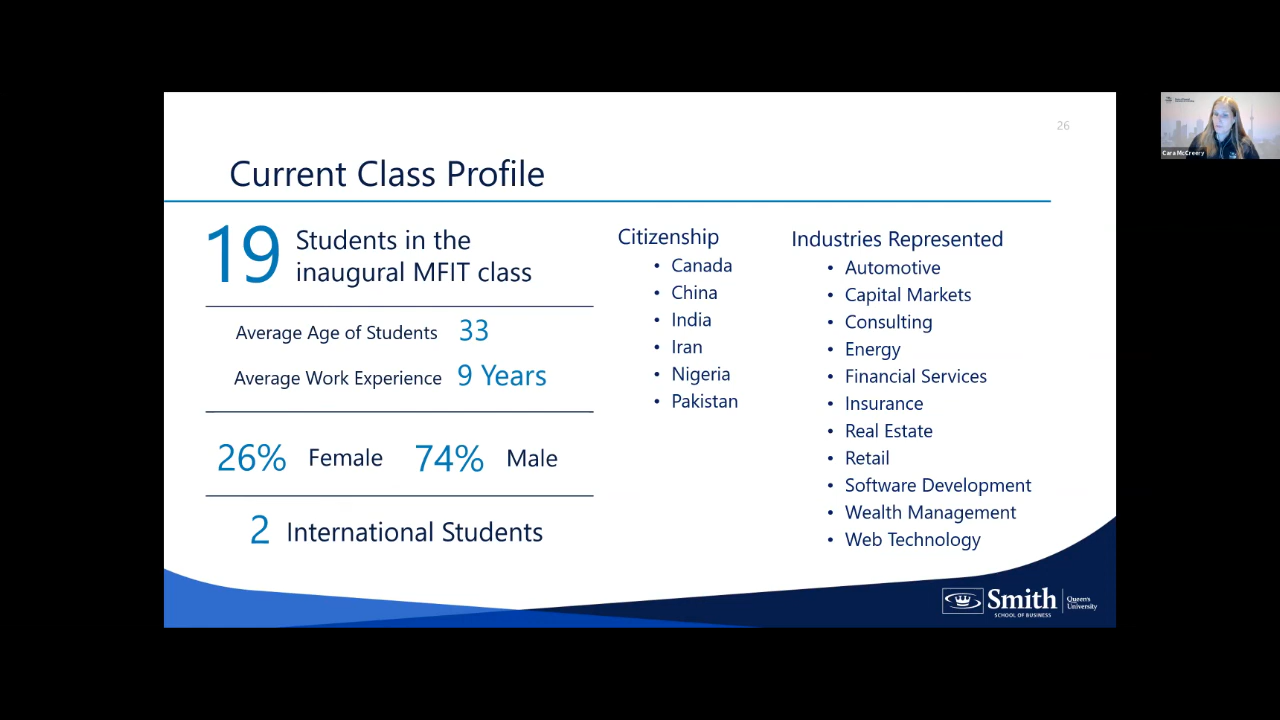 26
Current Class Profile
19 Students in the
inaugural MFIT class
Average Age of Students 33
Average Work Experience 9 Years
26% Female 74% Male
2 International Students
Citizenship
• Canada
• China
• India
• Iran
• Nigeria
• Pakistan
Industries Represented
• Automotive
• Capital Markets
• Consulting
• Energy
• Financial Services
• Insurance
• Real Estate
• Retail
• Software Development
• Wealth Management
• Web Technology
Smith
SCHOOL OF BUSINESS
Queen's
University
Cara McCreery